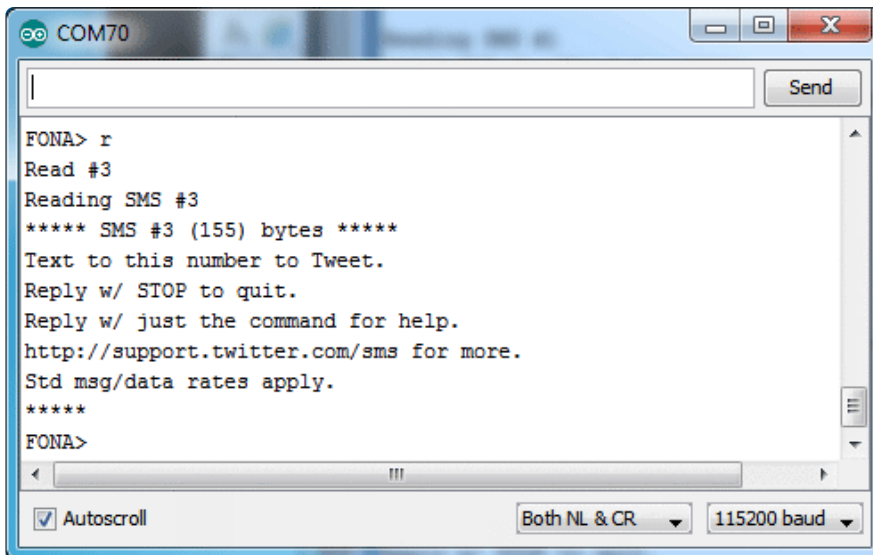 COM70
Send
FONA> r
Read #3
Reading SMS #3
***** SMS #3 (155) bytes *****
Text to this number to Tweet.
Reply w/ STOP to quit.
Reply w/ just the command for help.
http://support.twitter.com/sms for more.
Std msg/data rates apply.
*****
FONA>
Autoscroll Both NL & CR 115200 baud